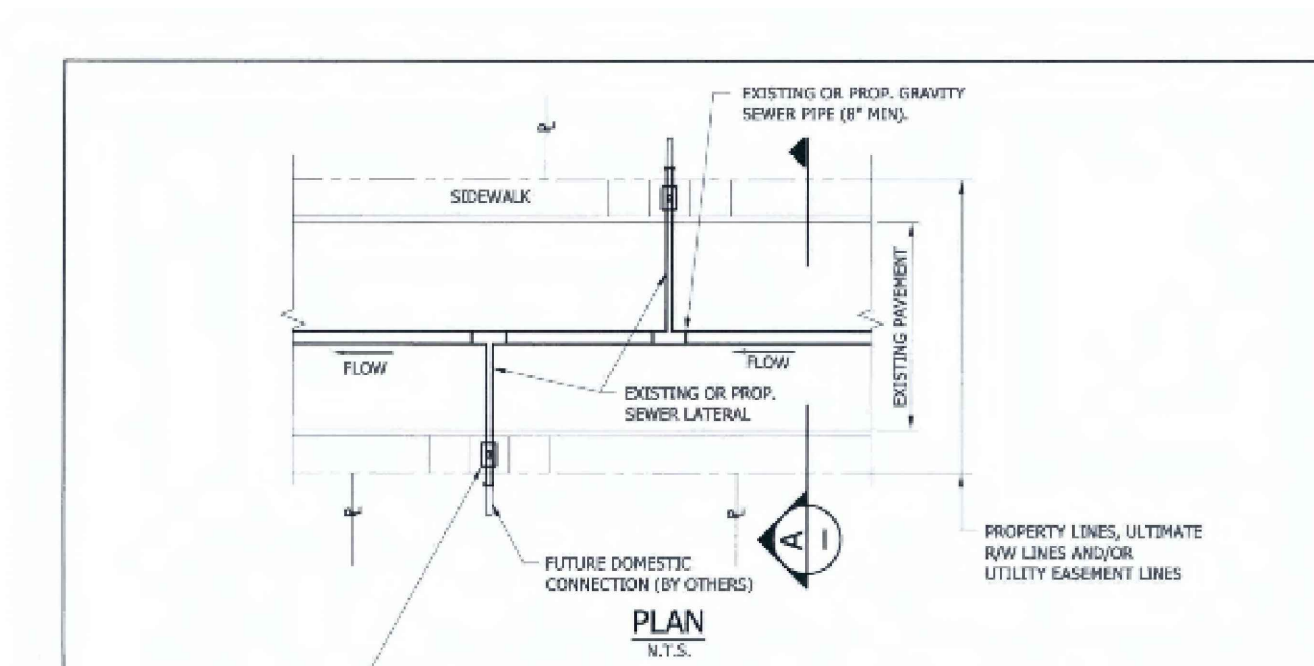 EXISTING OR PROP. GRAVITY
SEWER PIPE (8" MIN).
℄
SIDEWALK
EXISTING PAVEMENT
FLOW
FLOW
EXISTING OR PROP.
SEWER LATERAL
A
PROPERTY LINES, ULTIMATE
R/W LINES AND/OR
UTILITY EASEMENT LINES
FUTURE DOMESTIC
CONNECTION (BY OTHERS)
PLAN
N.T.S.